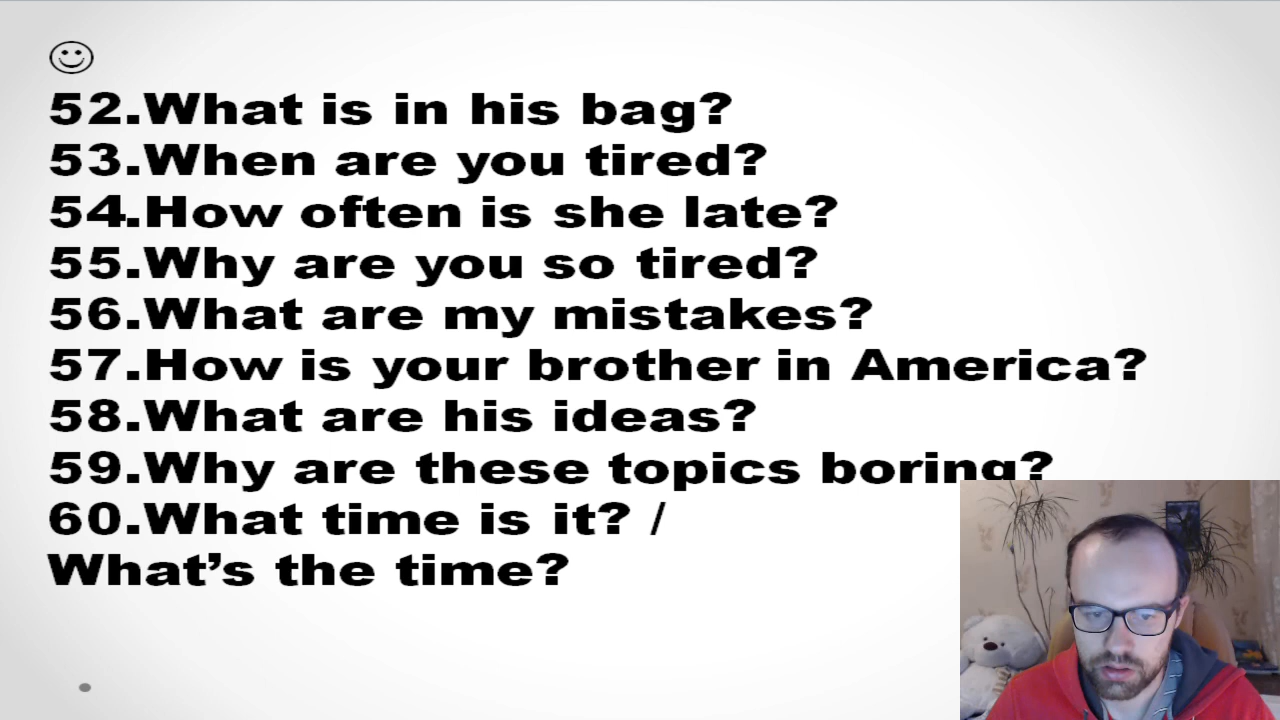 52.What is in his bag?
53.When are you tired?
54.How often is she late?
55.Why are you so tired?
56.What are my mistakes?
57.How is your brother in America?
58.What are his ideas?
59.Why are these topics boring?
60.What time is it? /
What’s the time?